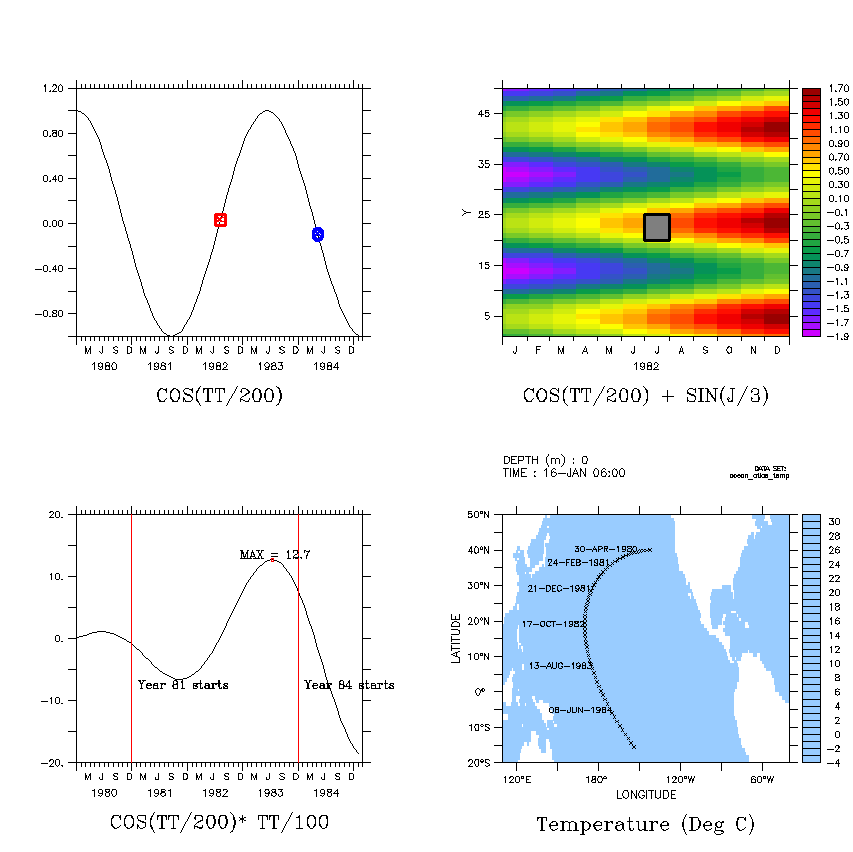 1.20
0.80
0.40
0.00
−0.40
−0.80
M J S D M J S D M J S D M J S D M J S D
1980 1981 1982 1983 1984
COS(TT/200)
Y
45
35
25
15
5
J F M A M J J A S O N D
1982
COS(TT/200) + SIN(J/3)
1.70
1.50
1.30
1.10
0.90
0.70
0.50
0.30
0.10
−0.1
−0.3
−0.5
−0.7
−0.9
−1.1
−1.3
−1.5
−1.7
−1.9
20.
10.
0.
−10.
−20.
MAX = 12.7
Year 81 starts
Year 84 starts
M J S D M J S D M J S D M J S D M J S D
1980 1981 1982 1983 1984
COS(TT/200)* TT/100
DEPTH (m) : 0
TIME : 16−JAN 06:00
DATA SET:
ocean_atlas_temp
LATITUDE
50°N
40°N
30°N
20°N
10°N
0°
10°S
20°S
30−APR−1980
24−FEB−1981
21−DEC−1981
17−OCT−1982
13−AUG−1983
08−JUN−1984
120°E 180° 120°W 60°W
LONGITUDE
Temperature (Deg C)
30
28
26
24
22
20
18
16
14
12
10
8
6
4
2
0
−2
−4